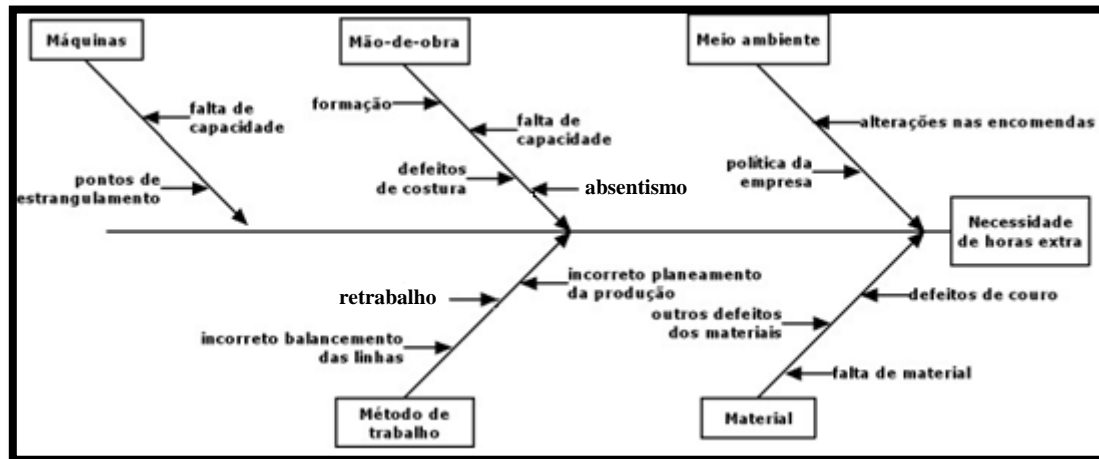 Máquinas
Mão-de-obra
Meio ambiente
formação
falta de
capacidade
falta de
capacidade
alterações nas encomendas
pontos de
estrangulamento
defeitos
de costura
absentismo
política da
empresa
Necessidade
de horas extra
retrabalho
incorreto planeamento
da produção
defeitos de couro
outros defeitos
dos materiais
incorreto balancemento
das linhas
falta de material
Método de
trabalho
Material